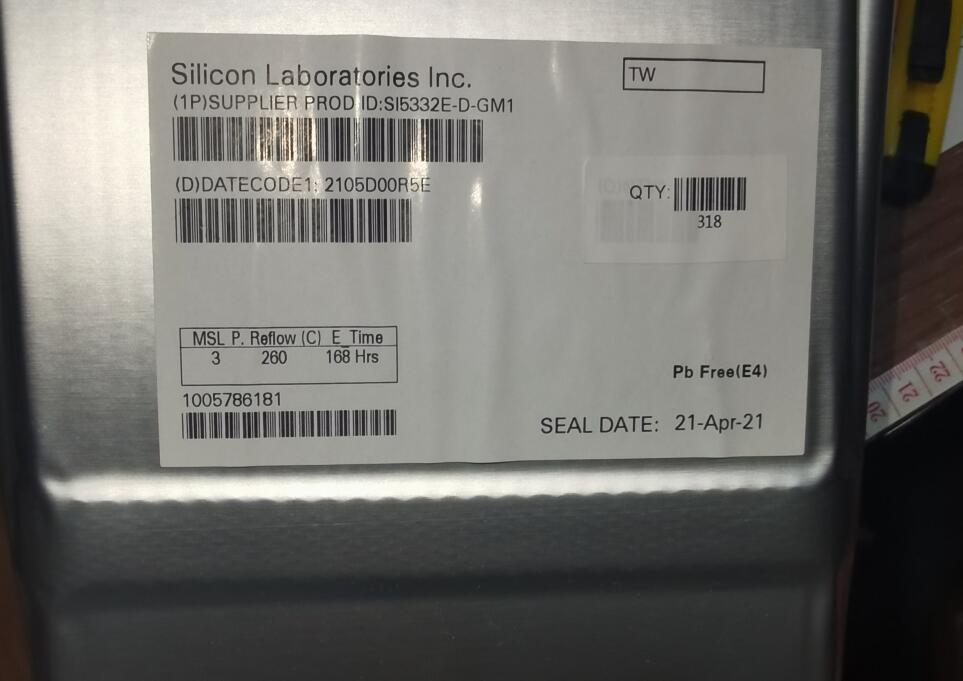 Silicon Laboratories Inc.
TW
(1P)SUPPLIER PROD ID:SI5332E-D-GM1
(D)DATECODE1: 2105D00R5E
QTY:
318
MSL P. Reflow (C) E_Time
3 260 168 Hrs
Pb Free(E4)
1005786181
SEAL DATE: 21-Apr-21
20
21
22